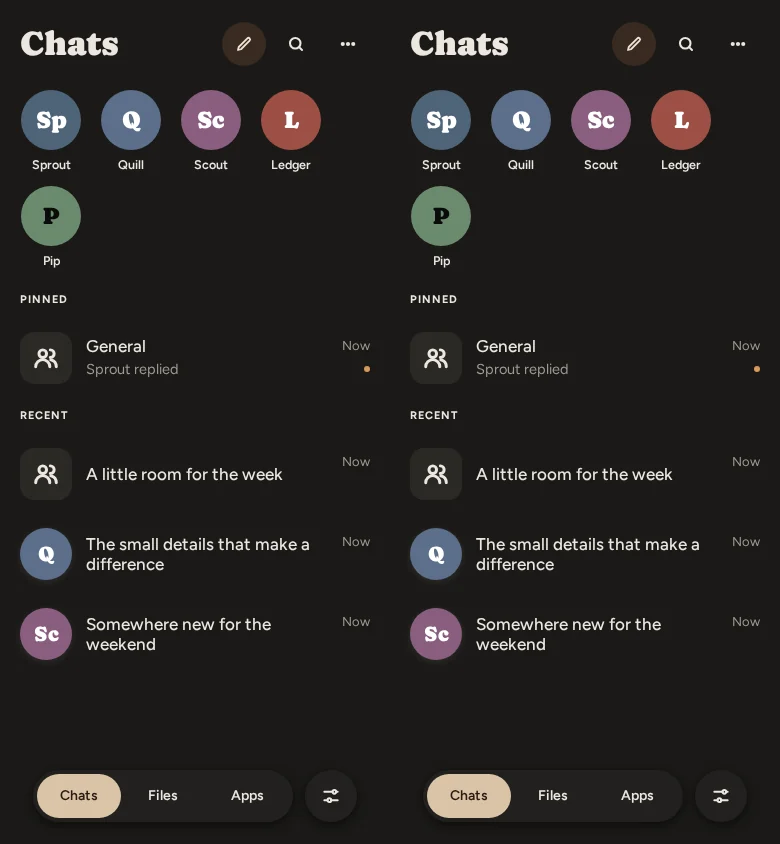 Chats
Sp Q Sc L
Sprout Quill Scout Ledger
P
Pip
PINNED
General Now
Sprout replied
RECENT
A little room for the week Now
Q The small details that make a Now
difference
Sc Somewhere new for the Now
weekend
Chats Files Apps
Chats
Sp Q Sc L
Sprout Quill Scout Ledger
P
Pip
PINNED
General Now
Sprout replied
RECENT
A little room for the week Now
Q The small details that make a Now
difference
Sc Somewhere new for the Now
weekend
Chats Files Apps